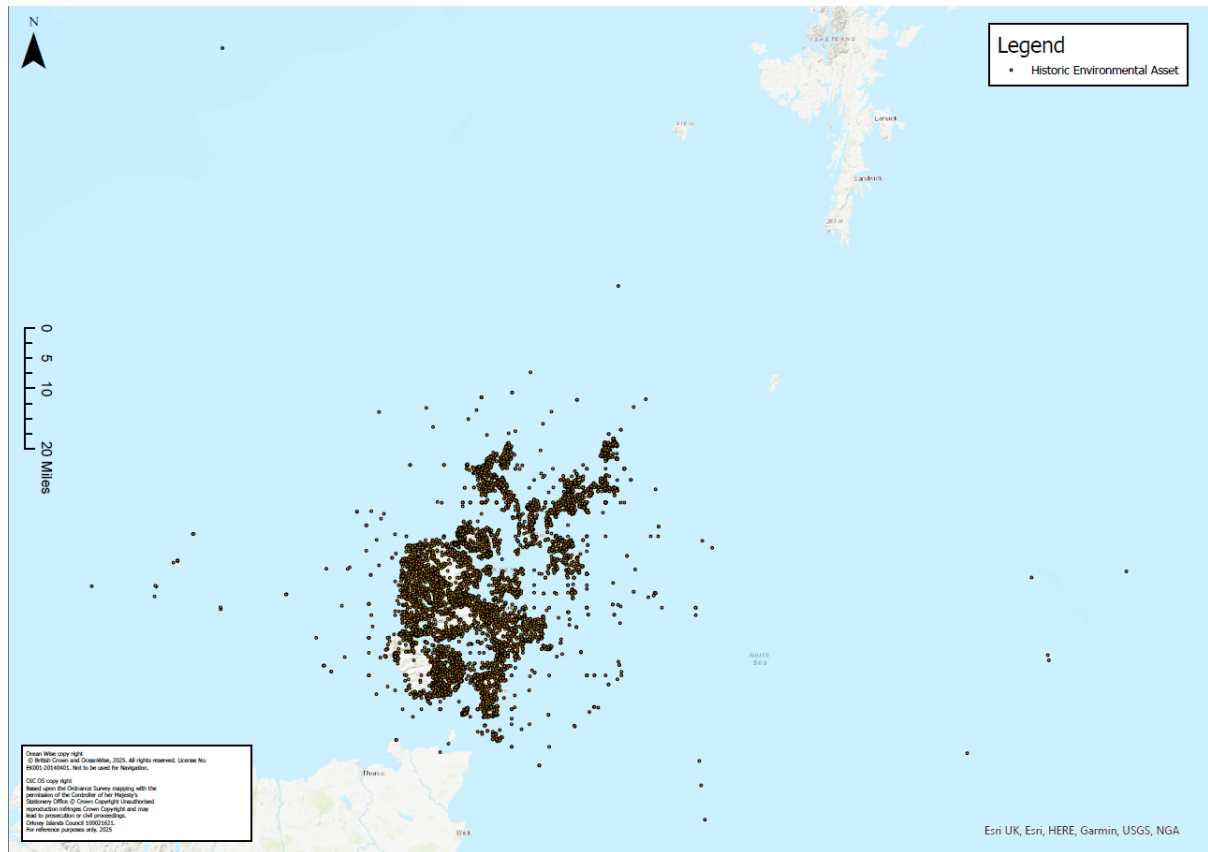 N
SHETLAND
Legend
Historic Environmental Asset
418 m
Lerwick
Sandwick
283 m
0
5
10
20 Miles
North
Sea
Ocean Wise copy right
© British Crown and OceanWise, 2025. All rights reserved. License No.
EK001-20140401. Not to be used for Navigation.
OIC OS copy right
Based upon the Ordnance Survey mapping with the
permission of the Controller of her Majesty's
Stationery Office © Crown Copyright Unauthorised
reproduction infringes Crown Copyright and may
lead to prosecution or civil proceedings.
Orkney Islands Council 100021621.
For reference purposes only. 2025
Thurso
Wick
Esri UK, Esri, HERE, Garmin, USGS, NGA